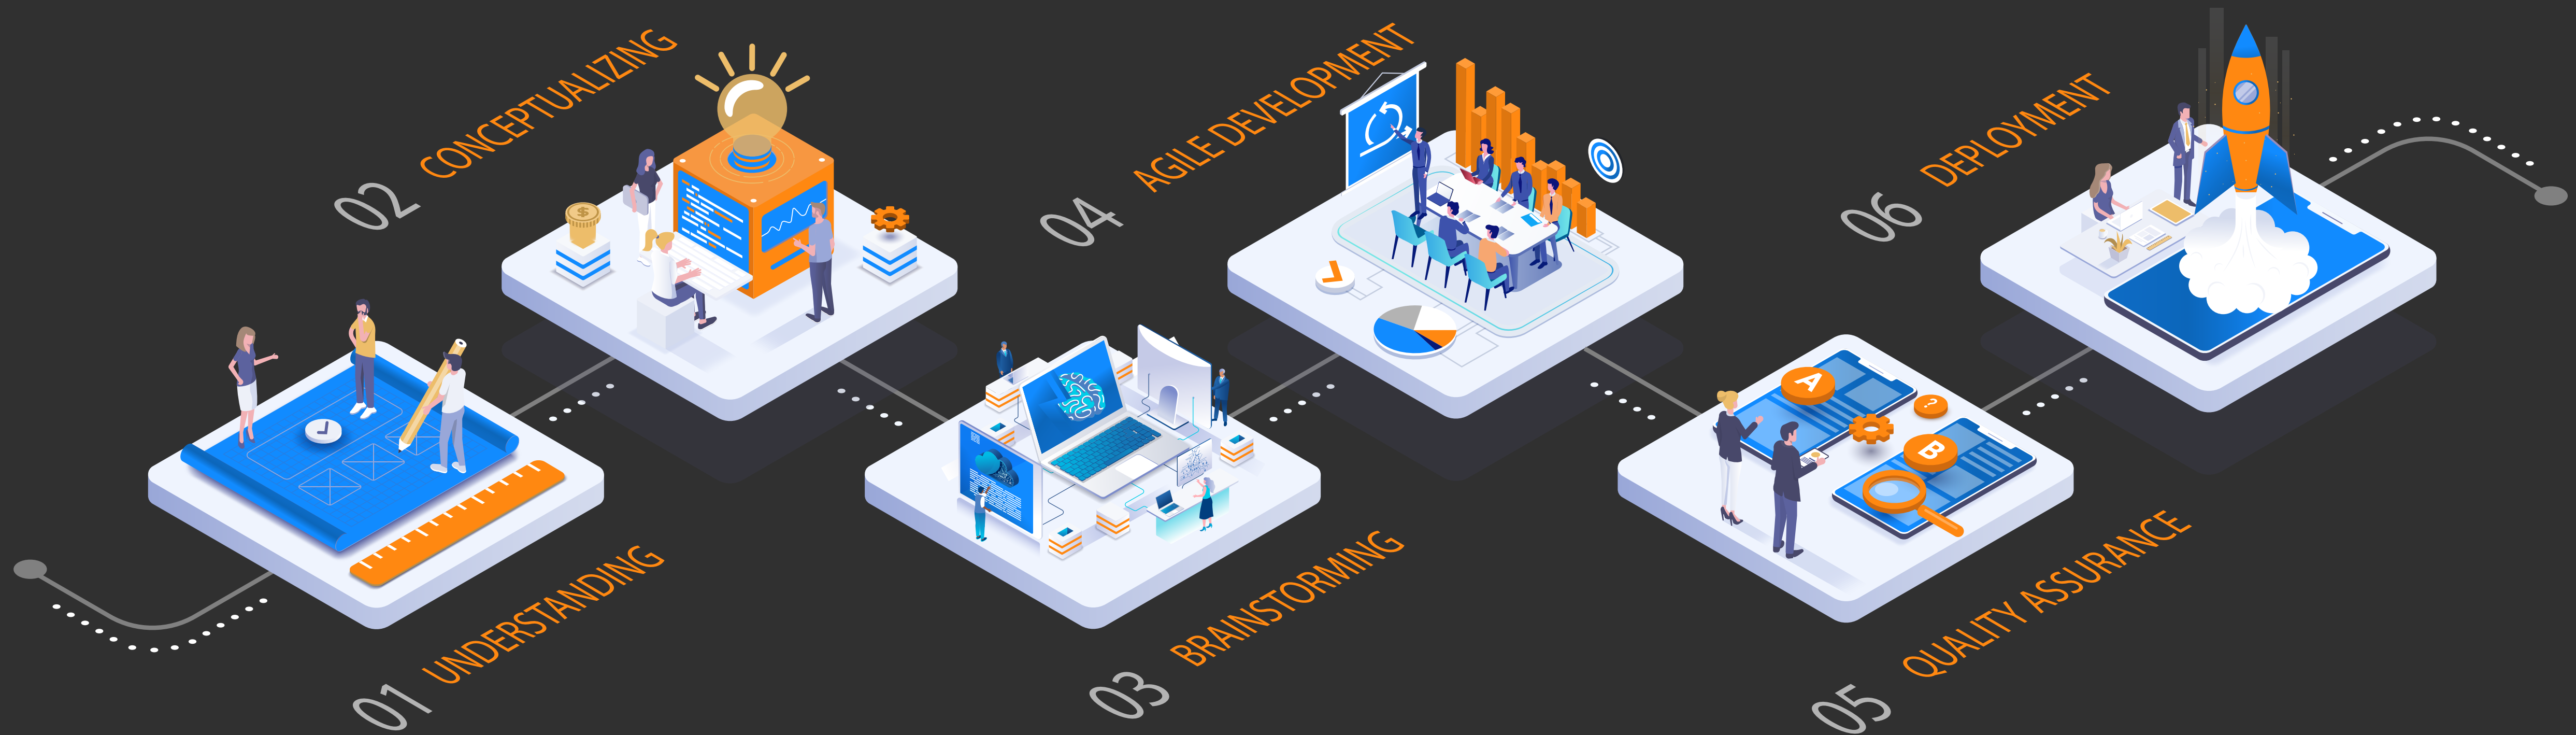 01 UNDERSTANDING
02 CONCEPTUALIZING
$
03 BRAINSTORMING
04 AGILE DEVELOPMENT
05 QUALITY ASSURANCE
A
?
B
06 DEPLOYMENT